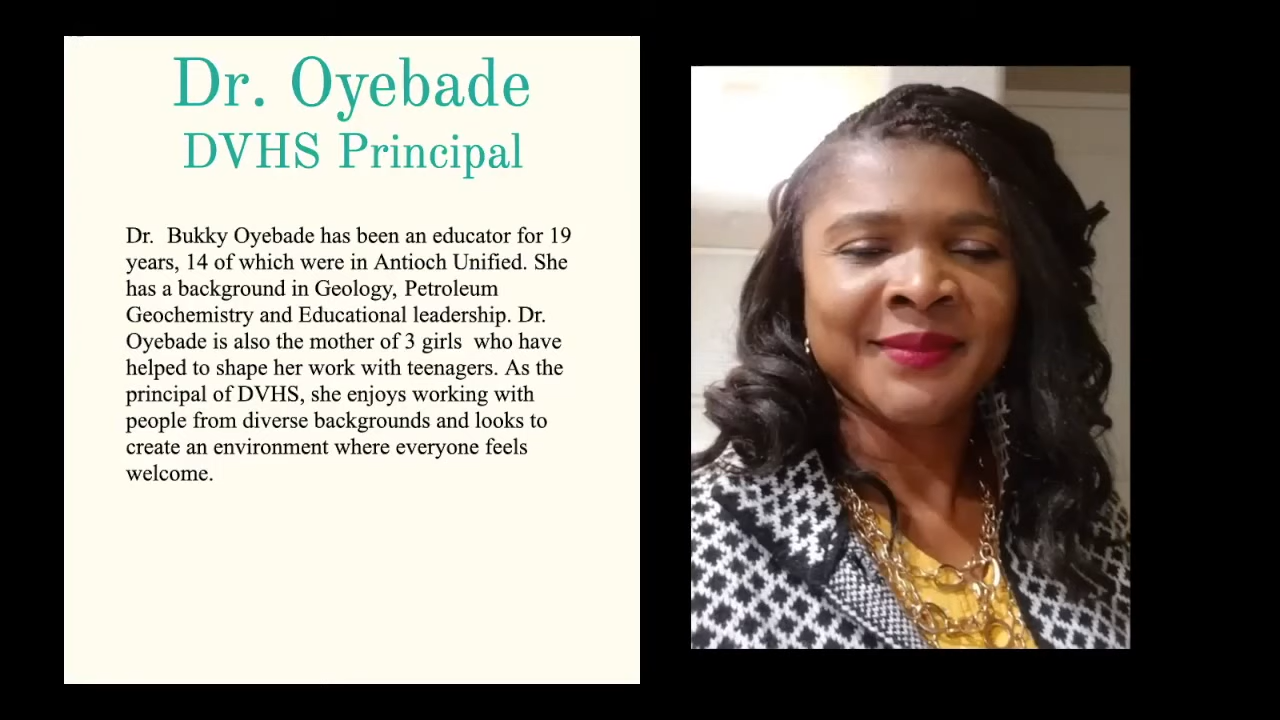 Dr. Oyebade
DVHS Principal
Dr.  Bukky Oyebade has been an educator for 19
years, 14 of which were in Antioch Unified. She
has a background in Geology, Petroleum
Geochemistry and Educational leadership. Dr.
Oyebade is also the mother of 3 girls  who have
helped to shape her work with teenagers. As the
principal of DVHS, she enjoys working with
people from diverse backgrounds and looks to
create an environment where everyone feels
welcome.